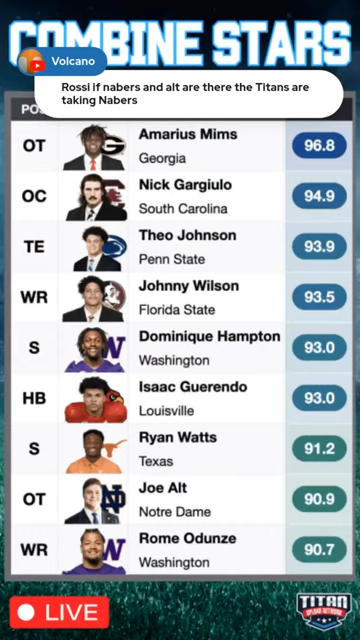 COMBINE STARS
Volcano
Rossi if nabers and alt are there the Titans are
taking Nabers
OT
Amarius Mims
Georgia
96.8
OC
Nick Gargiulo
South Carolina
94.9
TE
Theo Johnson
Penn State
93.9
WR
Johnny Wilson
Florida State
93.5
S
Dominique Hampton
Washington
93.0
HB
Isaac Guerendo
Louisville
93.0
S
Ryan Watts
Texas
91.2
OT
Joe Alt
Notre Dame
90.9
WR
Rome Odunze
Washington
90.7
LIVE
TITAN
UPLOAD NETWORK